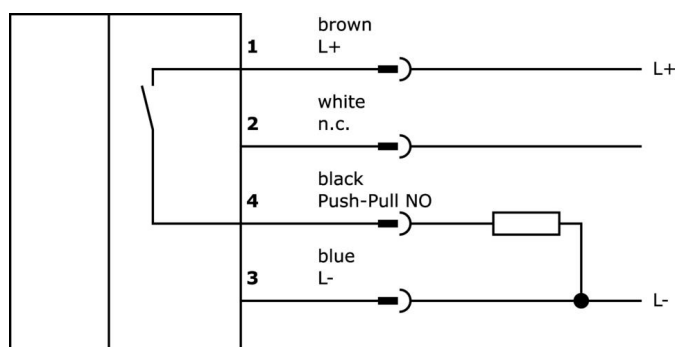 brown
1 L+
L+
white
2 n.c.
black
4 Push-Pull NO
blue
3 L-
L-